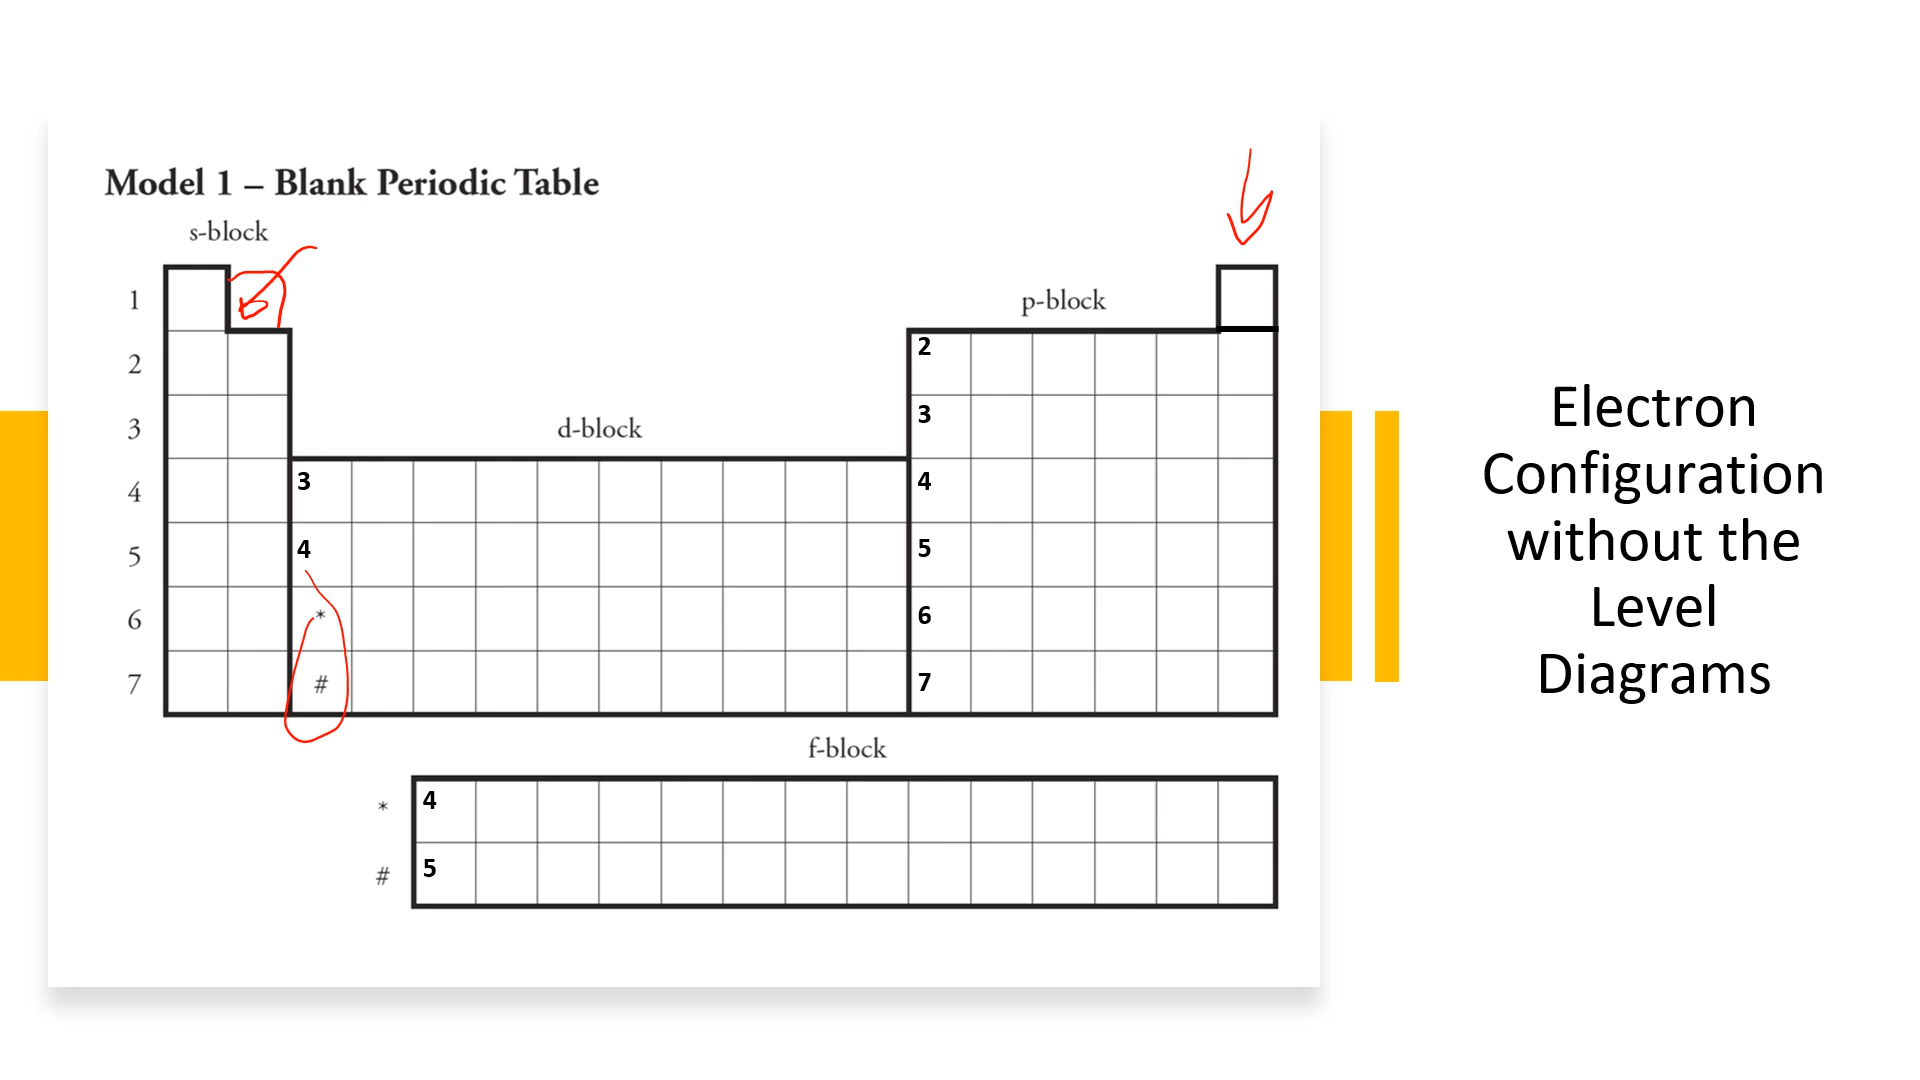 Model 1 – Blank Periodic Table
s-block
1
p-block
2
2
3
3
d-block
4
3
4
5
4
5
6
*
6
7
#
7
f-block
*
4
#
5
Electron
Configuration
without the
Level
Diagrams